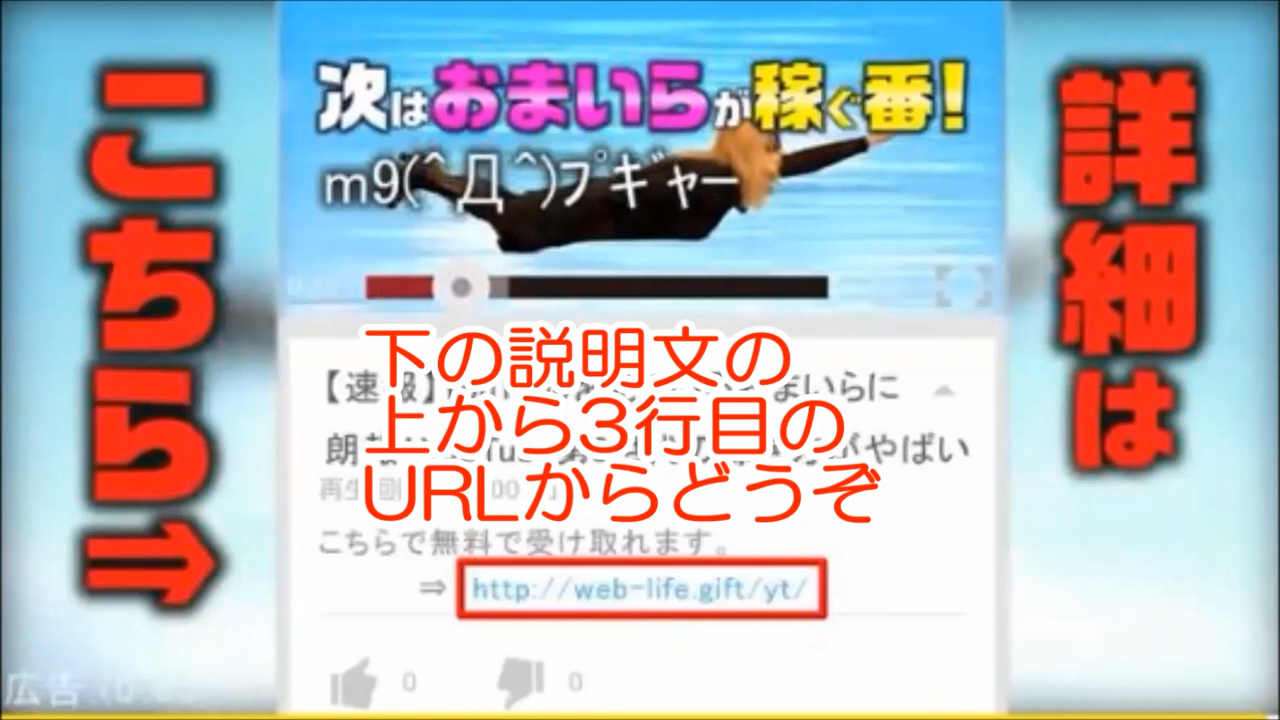 詳細は
こちら⇒
次はおまいらが稼ぐ番!
m9(^Д^)ﾌﾟｷﾞｬー
下の説明文の
上から3行目の
URLからどうぞ
【速報】
まいらに
がやばい
こちらで無料で受け取れます。
⇒ http://web-life.gift/yt/
0 0
広告